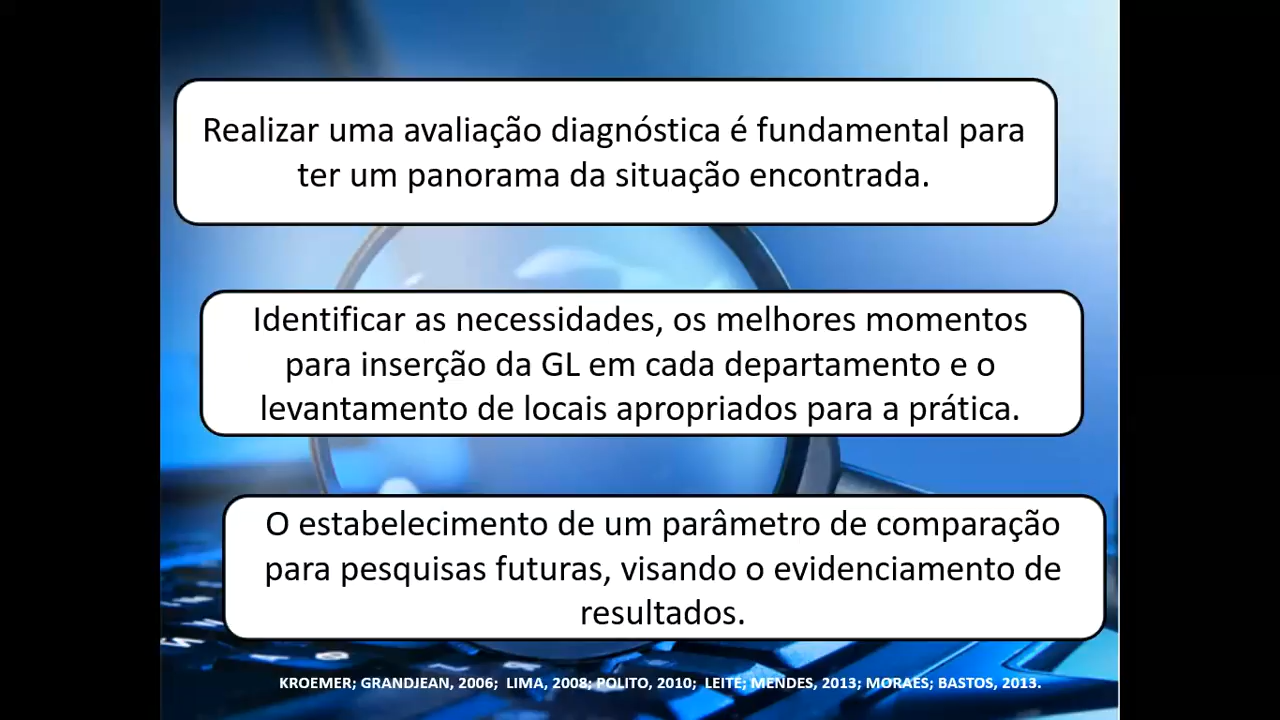 Realizar uma avaliação diagnóstica é fundamental para
ter um panorama da situação encontrada.
Identificar as necessidades, os melhores momentos
para inserção da GL em cada departamento e o
levantamento de locais apropriados para a prática.
O estabelecimento de um parâmetro de comparação
para pesquisas futuras, visando o evidenciamento de
resultados.
KROEMER; GRANDJEAN, 2006; LIMA, 2008; POLITO, 2010; LEITE; MENDES, 2013; MORAES; BASTOS, 2013.